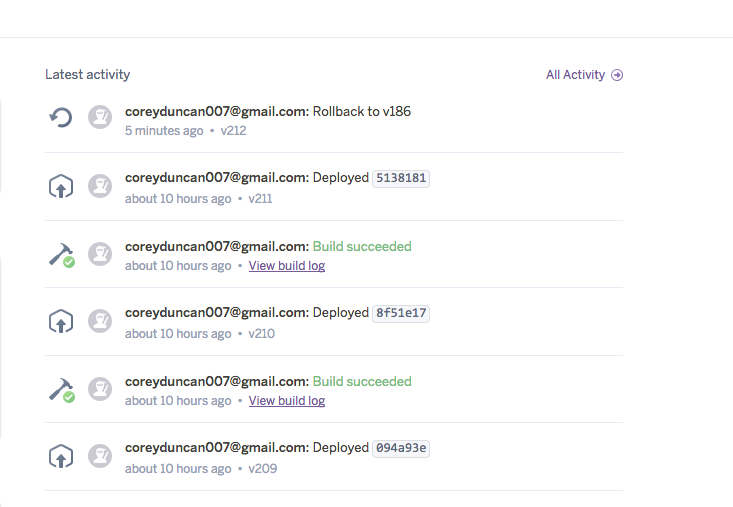 Latest activity All Activity
coreyduncan007@gmail.com: Rollback to v186
5 minutes ago • v212
coreyduncan007@gmail.com: Deployed 5138181
about 10 hours ago • v211
coreyduncan007@gmail.com: Build succeeded
about 10 hours ago • View build log
coreyduncan007@gmail.com: Deployed 8f51e17
about 10 hours ago • v210
coreyduncan007@gmail.com: Build succeeded
about 10 hours ago • View build log
coreyduncan007@gmail.com: Deployed 094a93e
about 10 hours ago • v209